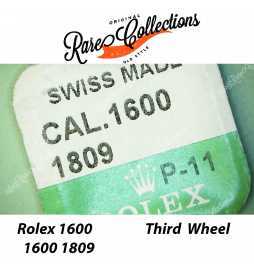 ORIGINAL
Rare Collections
OLD STYLE
SWISS MADE
CAL.1600
1809
P-11
ROLEX
Rolex 1600 Third Wheel
1600 1809